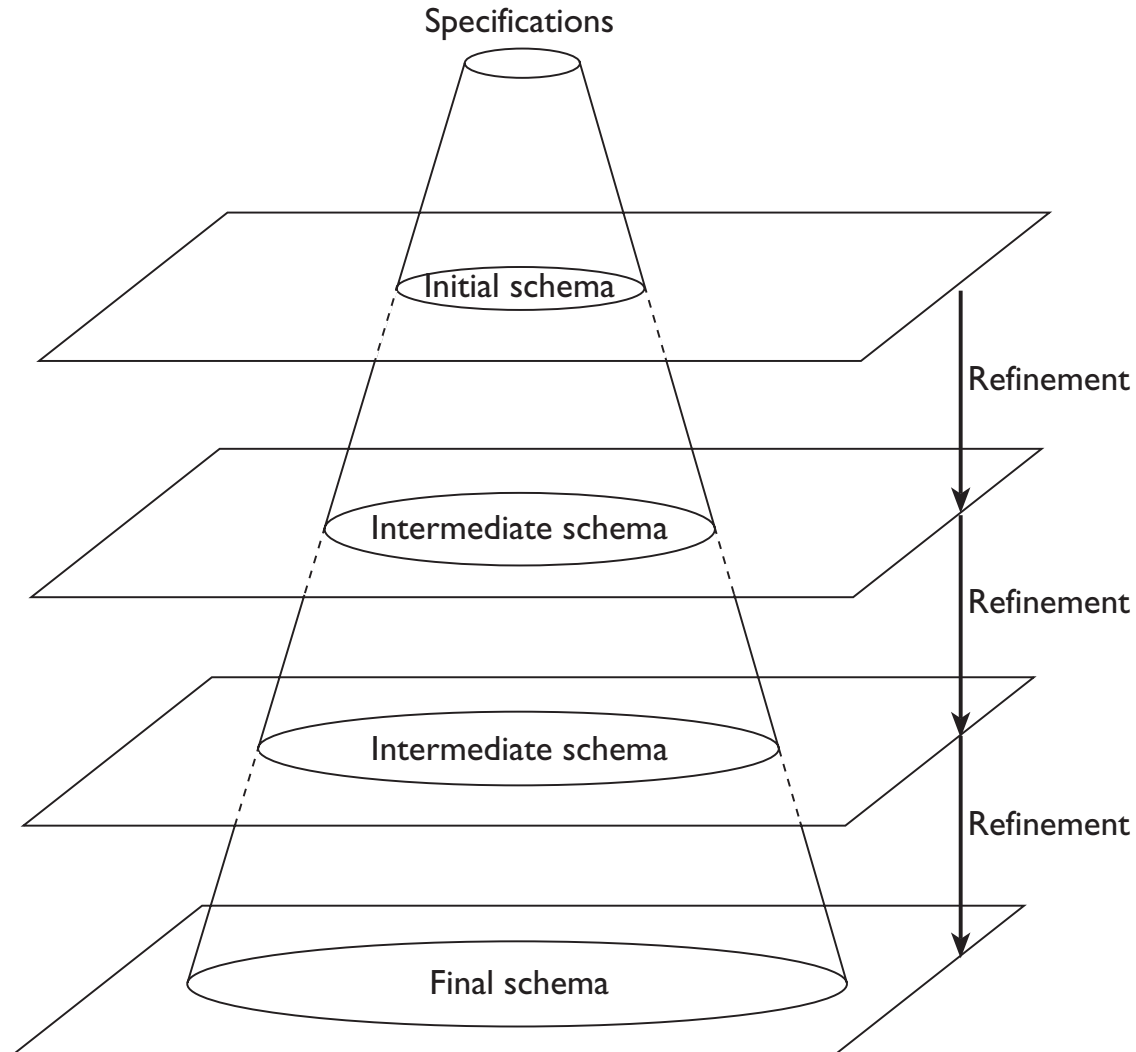 Specifications
Initial schema
Refinement
Intermediate schema
Refinement
Intermediate schema
Refinement
Final schema